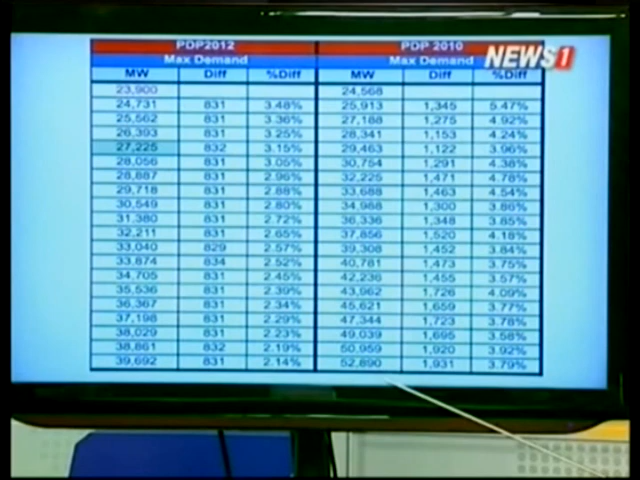 PDP2012 PDP 2010
NEWS1
Max Demand Max Demand
MW Diff %Diff MW Diff %Diff
23,900 24,568
24,731 831 3.48% 25,913 1,345 5.47%
25,562 831 3.36% 27,188 1,275 4.92%
26,393 831 3.25% 28,341 1,153 4.24%
27,225 832 3.15% 29,463 1,122 3.96%
28,056 831 3.05% 30,754 1,291 4.38%
28,887 831 2.96% 32,225 1,471 4.78%
29,718 831 2.88% 33,688 1,463 4.54%
30,549 831 2.80% 34,988 1,300 3.86%
31,380 831 2.72% 36,336 1,348 3.85%
32,211 831 2.65% 37,856 1,520 4.18%
33,040 829 2.57% 39,308 1,452 3.84%
33,874 834 2.52% 40,781 1,473 3.75%
34,705 831 2.45% 42,236 1,455 3.57%
35,536 831 2.39% 43,962 1,726 4.09%
36,367 831 2.34% 45,621 1,659 3.77%
37,198 831 2.29% 47,344 1,723 3.78%
38,029 831 2.23% 49,039 1,695 3.58%
38,861 832 2.19% 50,959 1,920 3.92%
39,692 831 2.14% 52,890 1,931 3.79%